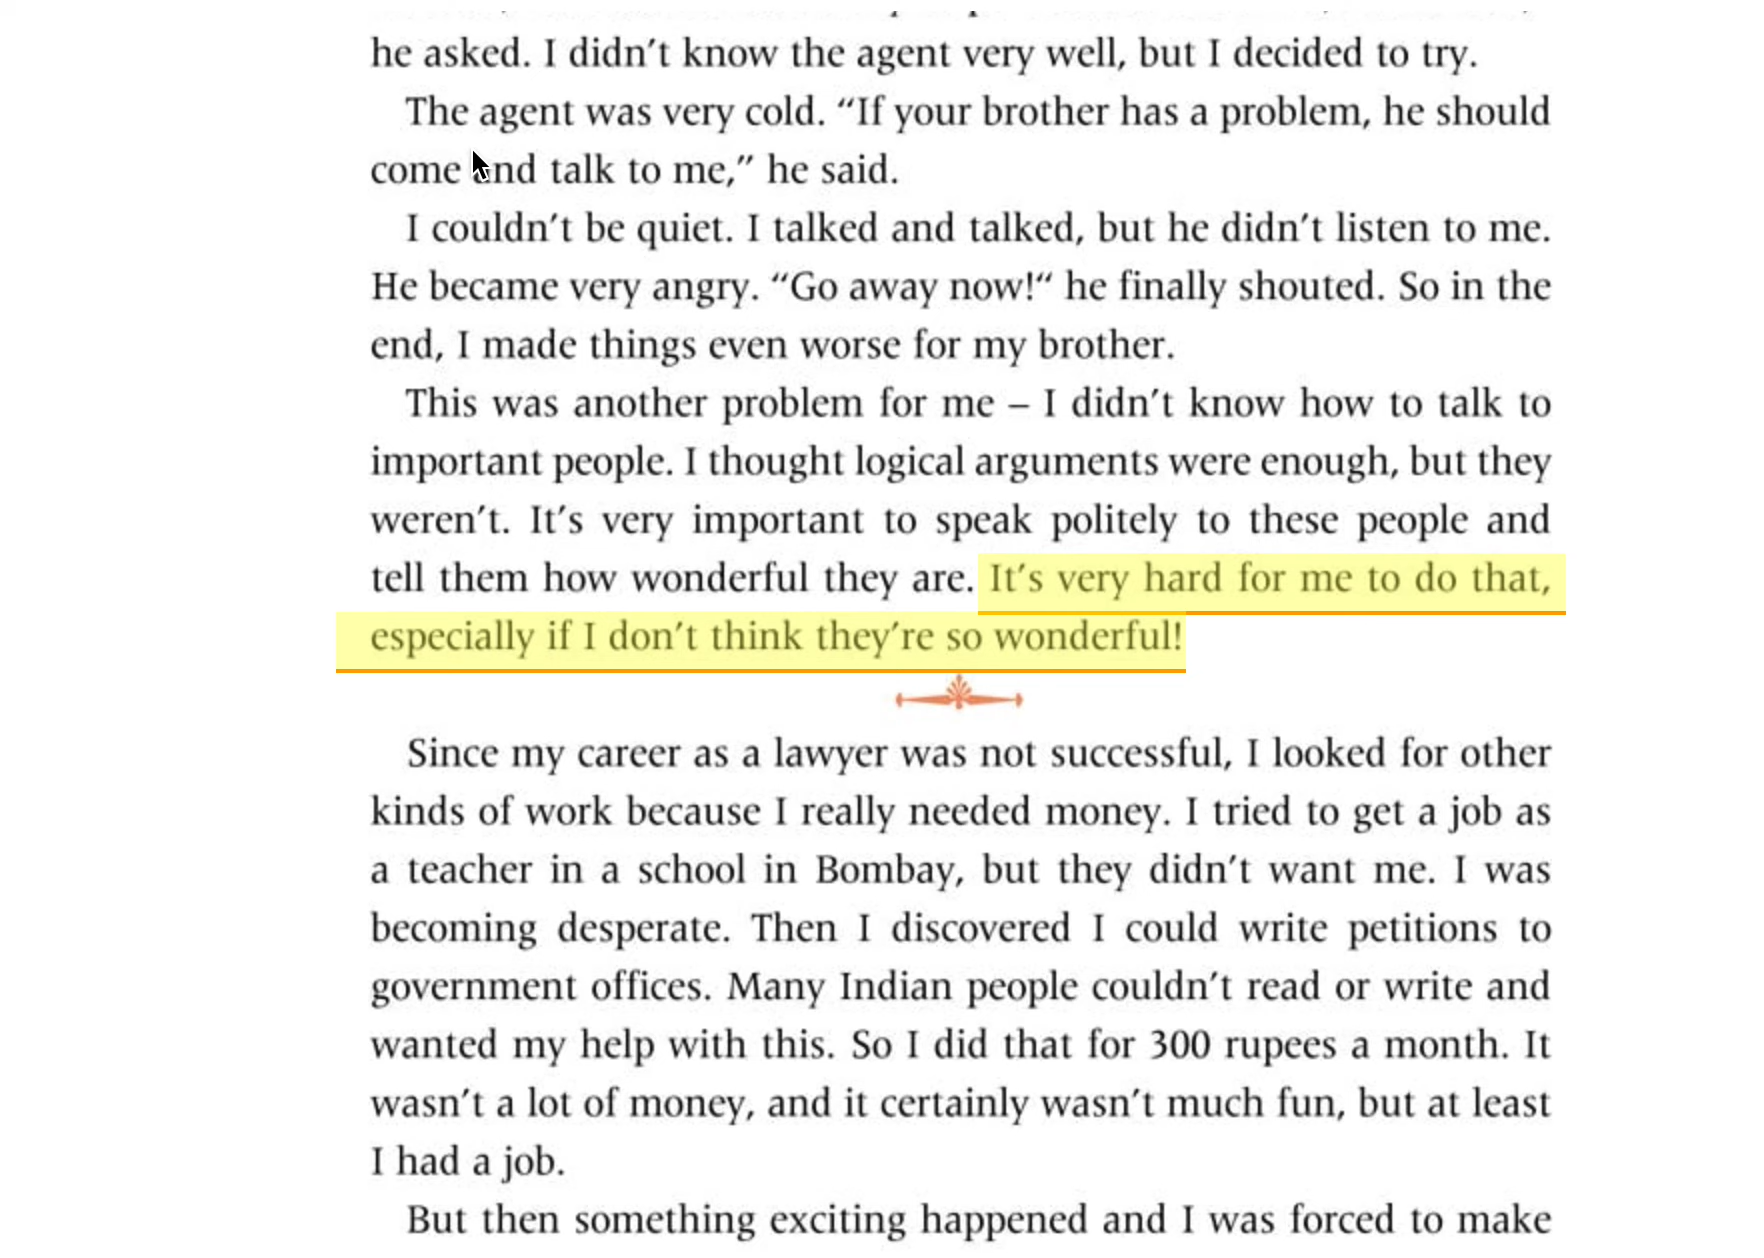 he asked. I didn’t know the agent very well, but I decided to try.
The agent was very cold. “If your brother has a problem, he should
come and talk to me,” he said.
I couldn’t be quiet. I talked and talked, but he didn’t listen to me.
He became very angry. “Go away now!“ he finally shouted. So in the
end, I made things even worse for my brother.
This was another problem for me – I didn’t know how to talk to
important people. I thought logical arguments were enough, but they
weren’t. It’s very important to speak politely to these people and
tell them how wonderful they are. It’s very hard for me to do that,
especially if I don’t think they’re so wonderful!
Since my career as a lawyer was not successful, I looked for other
kinds of work because I really needed money. I tried to get a job as
a teacher in a school in Bombay, but they didn’t want me. I was
becoming desperate. Then I discovered I could write petitions to
government offices. Many Indian people couldn’t read or write and
wanted my help with this. So I did that for 300 rupees a month. It
wasn’t a lot of money, and it certainly wasn’t much fun, but at least
I had a job.
But then something exciting happened and I was forced to make